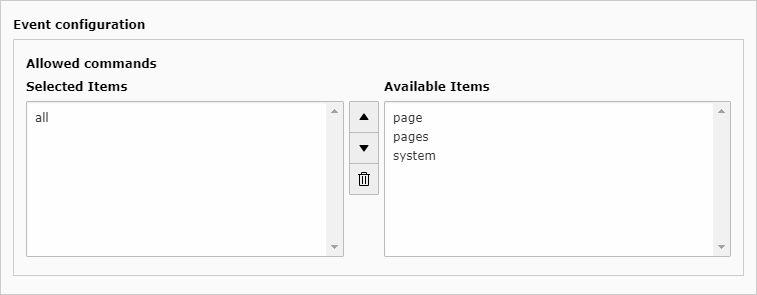 Event configuration
Allowed commands
Selected Items
Available Items
all
page
pages
system